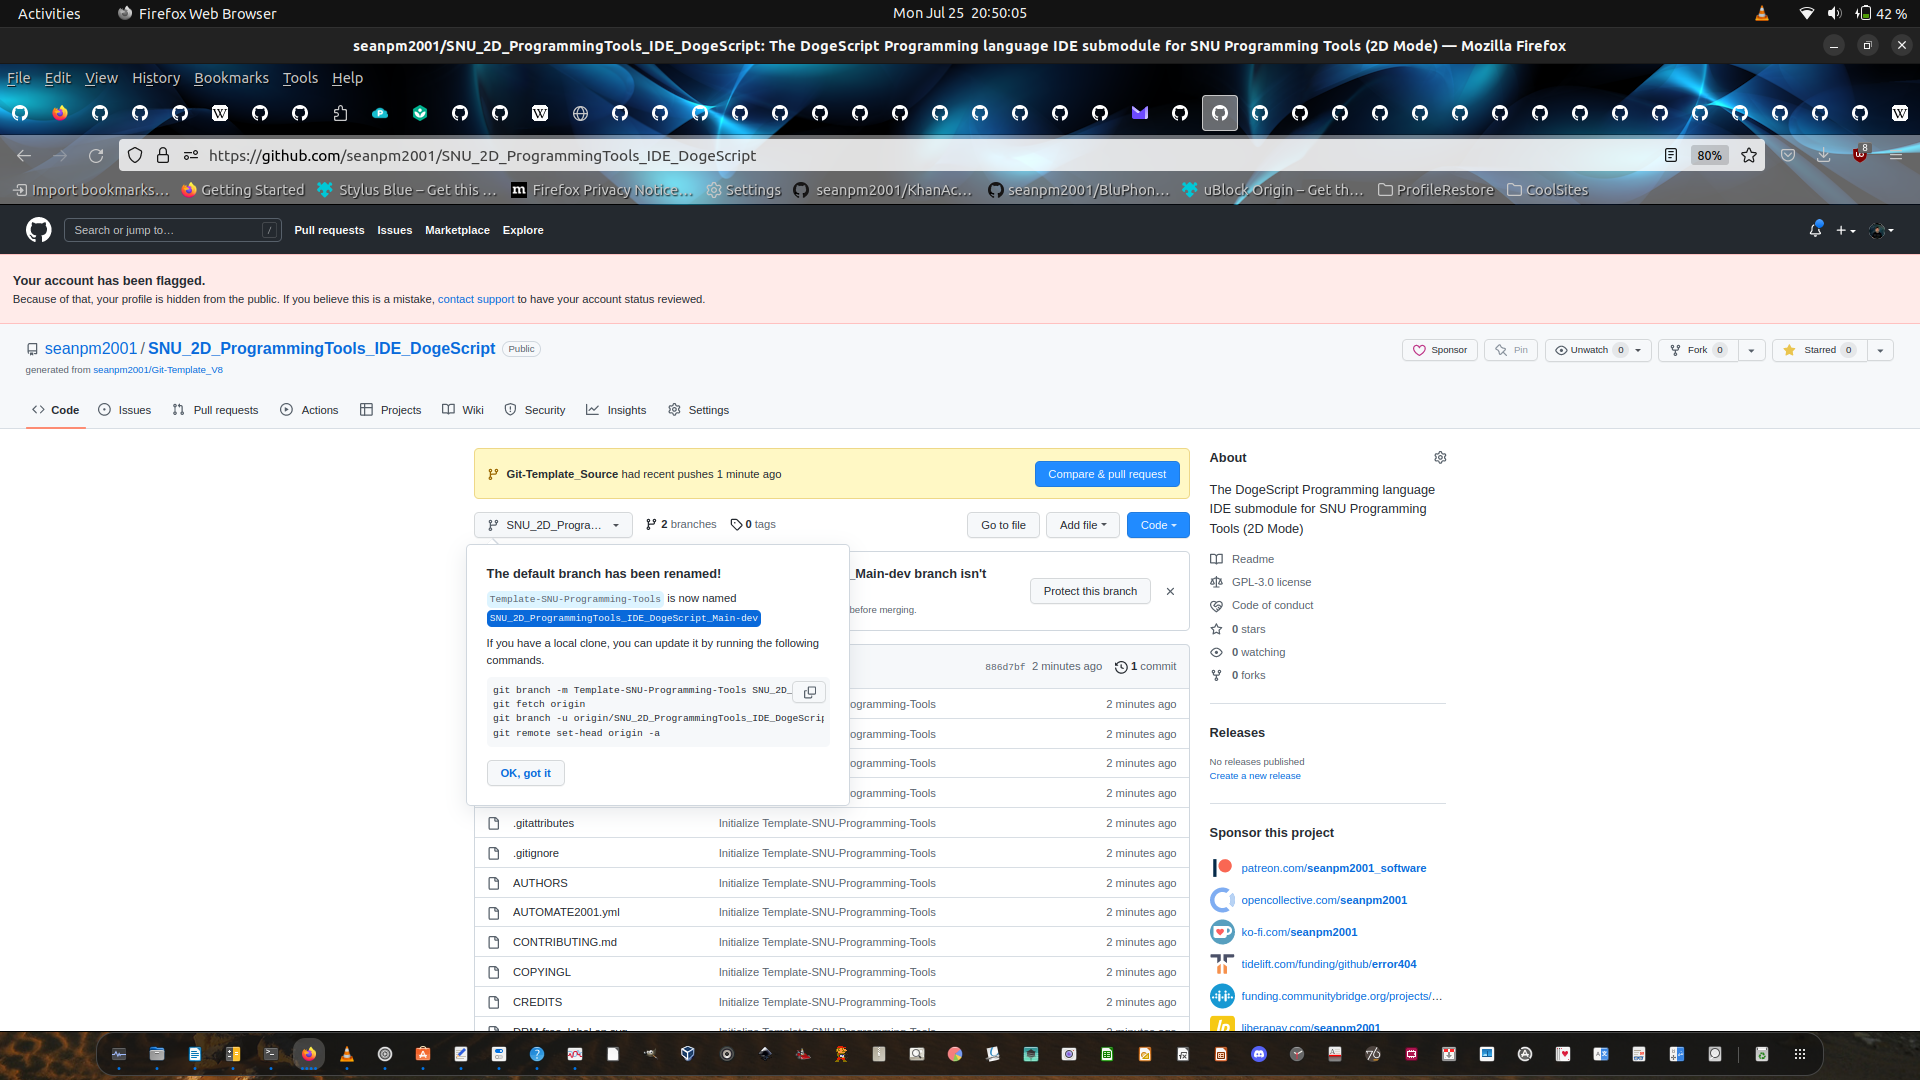 Activities
Firefox Web Browser
Mon Jul 25 20:50:05
42 %
seanpm2001/SNU_2D_ProgrammingTools_IDE_DogeScript: The DogeScript Programming language IDE submodule for SNU Programming Tools (2D Mode) — Mozilla Firefox
File Edit View History Bookmarks Tools Help
https://github.com/seanpm2001/SNU_2D_ProgrammingTools_IDE_DogeScript
80%
8
Import bookmarks… Getting Started Stylus Blue – Get this … Firefox Privacy Notice… Settings seanpm2001/KhanAc… seanpm2001/BluPhon… uBlock Origin – Get th… ProfileRestore CoolSites
Search or jump to…
/
Pull requests Issues Marketplace Explore
Your account has been flagged.
Because of that, your profile is hidden from the public. If you believe this is a mistake, contact support to have your account status reviewed.
seanpm2001 / SNU_2D_ProgrammingTools_IDE_DogeScript Public
Sponsor Pin Unwatch 0 Fork 0 Starred 0
generated from seanpm2001/Git-Template_V8
Code Issues Pull requests Actions Projects Wiki Security Insights Settings
Git-Template_Source had recent pushes 1 minute ago
Compare & pull request
SNU_2D_Progra… 2 branches 0 tags
Go to file Add file Code
The default branch has been renamed!
Template-SNU-Programming-Tools is now named
SNU_2D_ProgrammingTools_IDE_DogeScript_Main-dev
If you have a local clone, you can update it by running the following
commands.
git branch -m Template-SNU-Programming-Tools SNU_2D_
git fetch origin
git branch -u origin/SNU_2D_ProgrammingTools_IDE_DogeScrip
git remote set-head origin -a
OK, got it
_Main-dev branch isn't
before merging.
Protect this branch
886d7bf 2 minutes ago 1 commit
ogramming-Tools 2 minutes ago
ogramming-Tools 2 minutes ago
ogramming-Tools 2 minutes ago
ogramming-Tools 2 minutes ago
.gitattributes Initialize Template-SNU-Programming-Tools 2 minutes ago
.gitignore Initialize Template-SNU-Programming-Tools 2 minutes ago
AUTHORS Initialize Template-SNU-Programming-Tools 2 minutes ago
AUTOMATE2001.yml Initialize Template-SNU-Programming-Tools 2 minutes ago
CONTRIBUTING.md Initialize Template-SNU-Programming-Tools 2 minutes ago
COPYINGL Initialize Template-SNU-Programming-Tools 2 minutes ago
CREDITS Initialize Template-SNU-Programming-Tools 2 minutes ago
Initialize Template-SNU-Programming-Tools 2 minutes ago
About
The DogeScript Programming language
IDE submodule for SNU Programming
Tools (2D Mode)
Readme
GPL-3.0 license
Code of conduct
0 stars
0 watching
0 forks
Releases
No releases published
Create a new release
Sponsor this project
patreon.com/seanpm2001_software
opencollective.com/seanpm2001
ko-fi.com/seanpm2001
tidelift.com/funding/github/error404
funding.communitybridge.org/projects/…
liberapay.com/seanpm2001